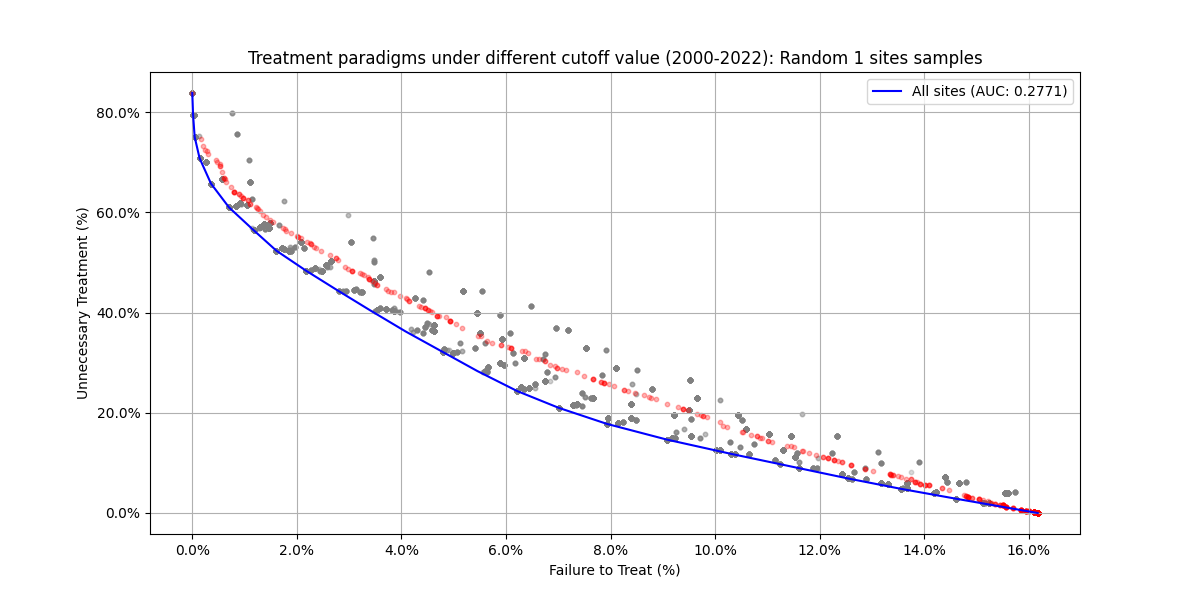 Treatment paradigms under different cutoff value (2000-2022): Random 1 sites samples
All sites (AUC: 0.2771)
Unnecessary Treatment (%)
80.0%
60.0%
40.0%
20.0%
0.0%
0.0% 2.0% 4.0% 6.0% 8.0% 10.0% 12.0% 14.0% 16.0%
Failure to Treat (%)